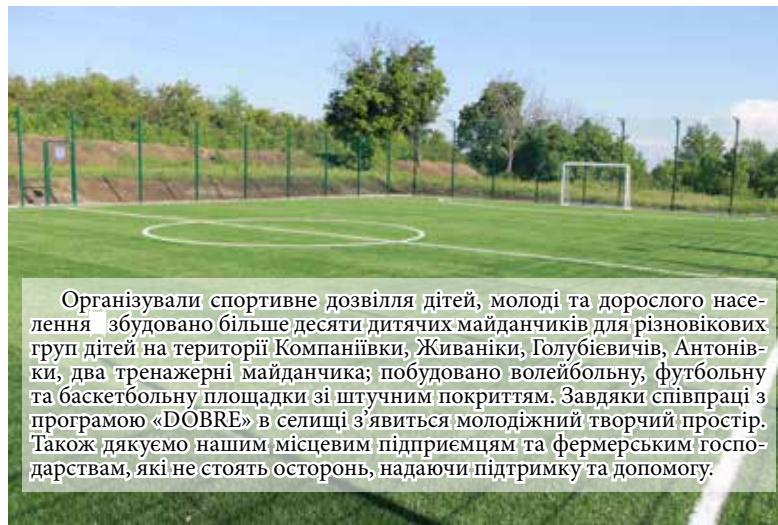 Організували спортивне дозвілля дітей, молоді та дорослого насе-
лення збудовано більше десяти дитячих майданчиків для різновікових
груп дітей на території Компаніївки, Живаніки, Голубієвичів, Антонів-
ки, два тренажерні майданчика; побудовано волейбольну, футбольну
та баскетбольну площадки зі штучним покриттям. Завдяки співпраці з
програмою «DOBRE» в селищі з’явиться молодіжний творчий простір.
Також дякуємо нашим місцевим підприємцям та фермерським госпо-
дарствам, які не стоять осторонь, надаючи підтримку та допомогу.